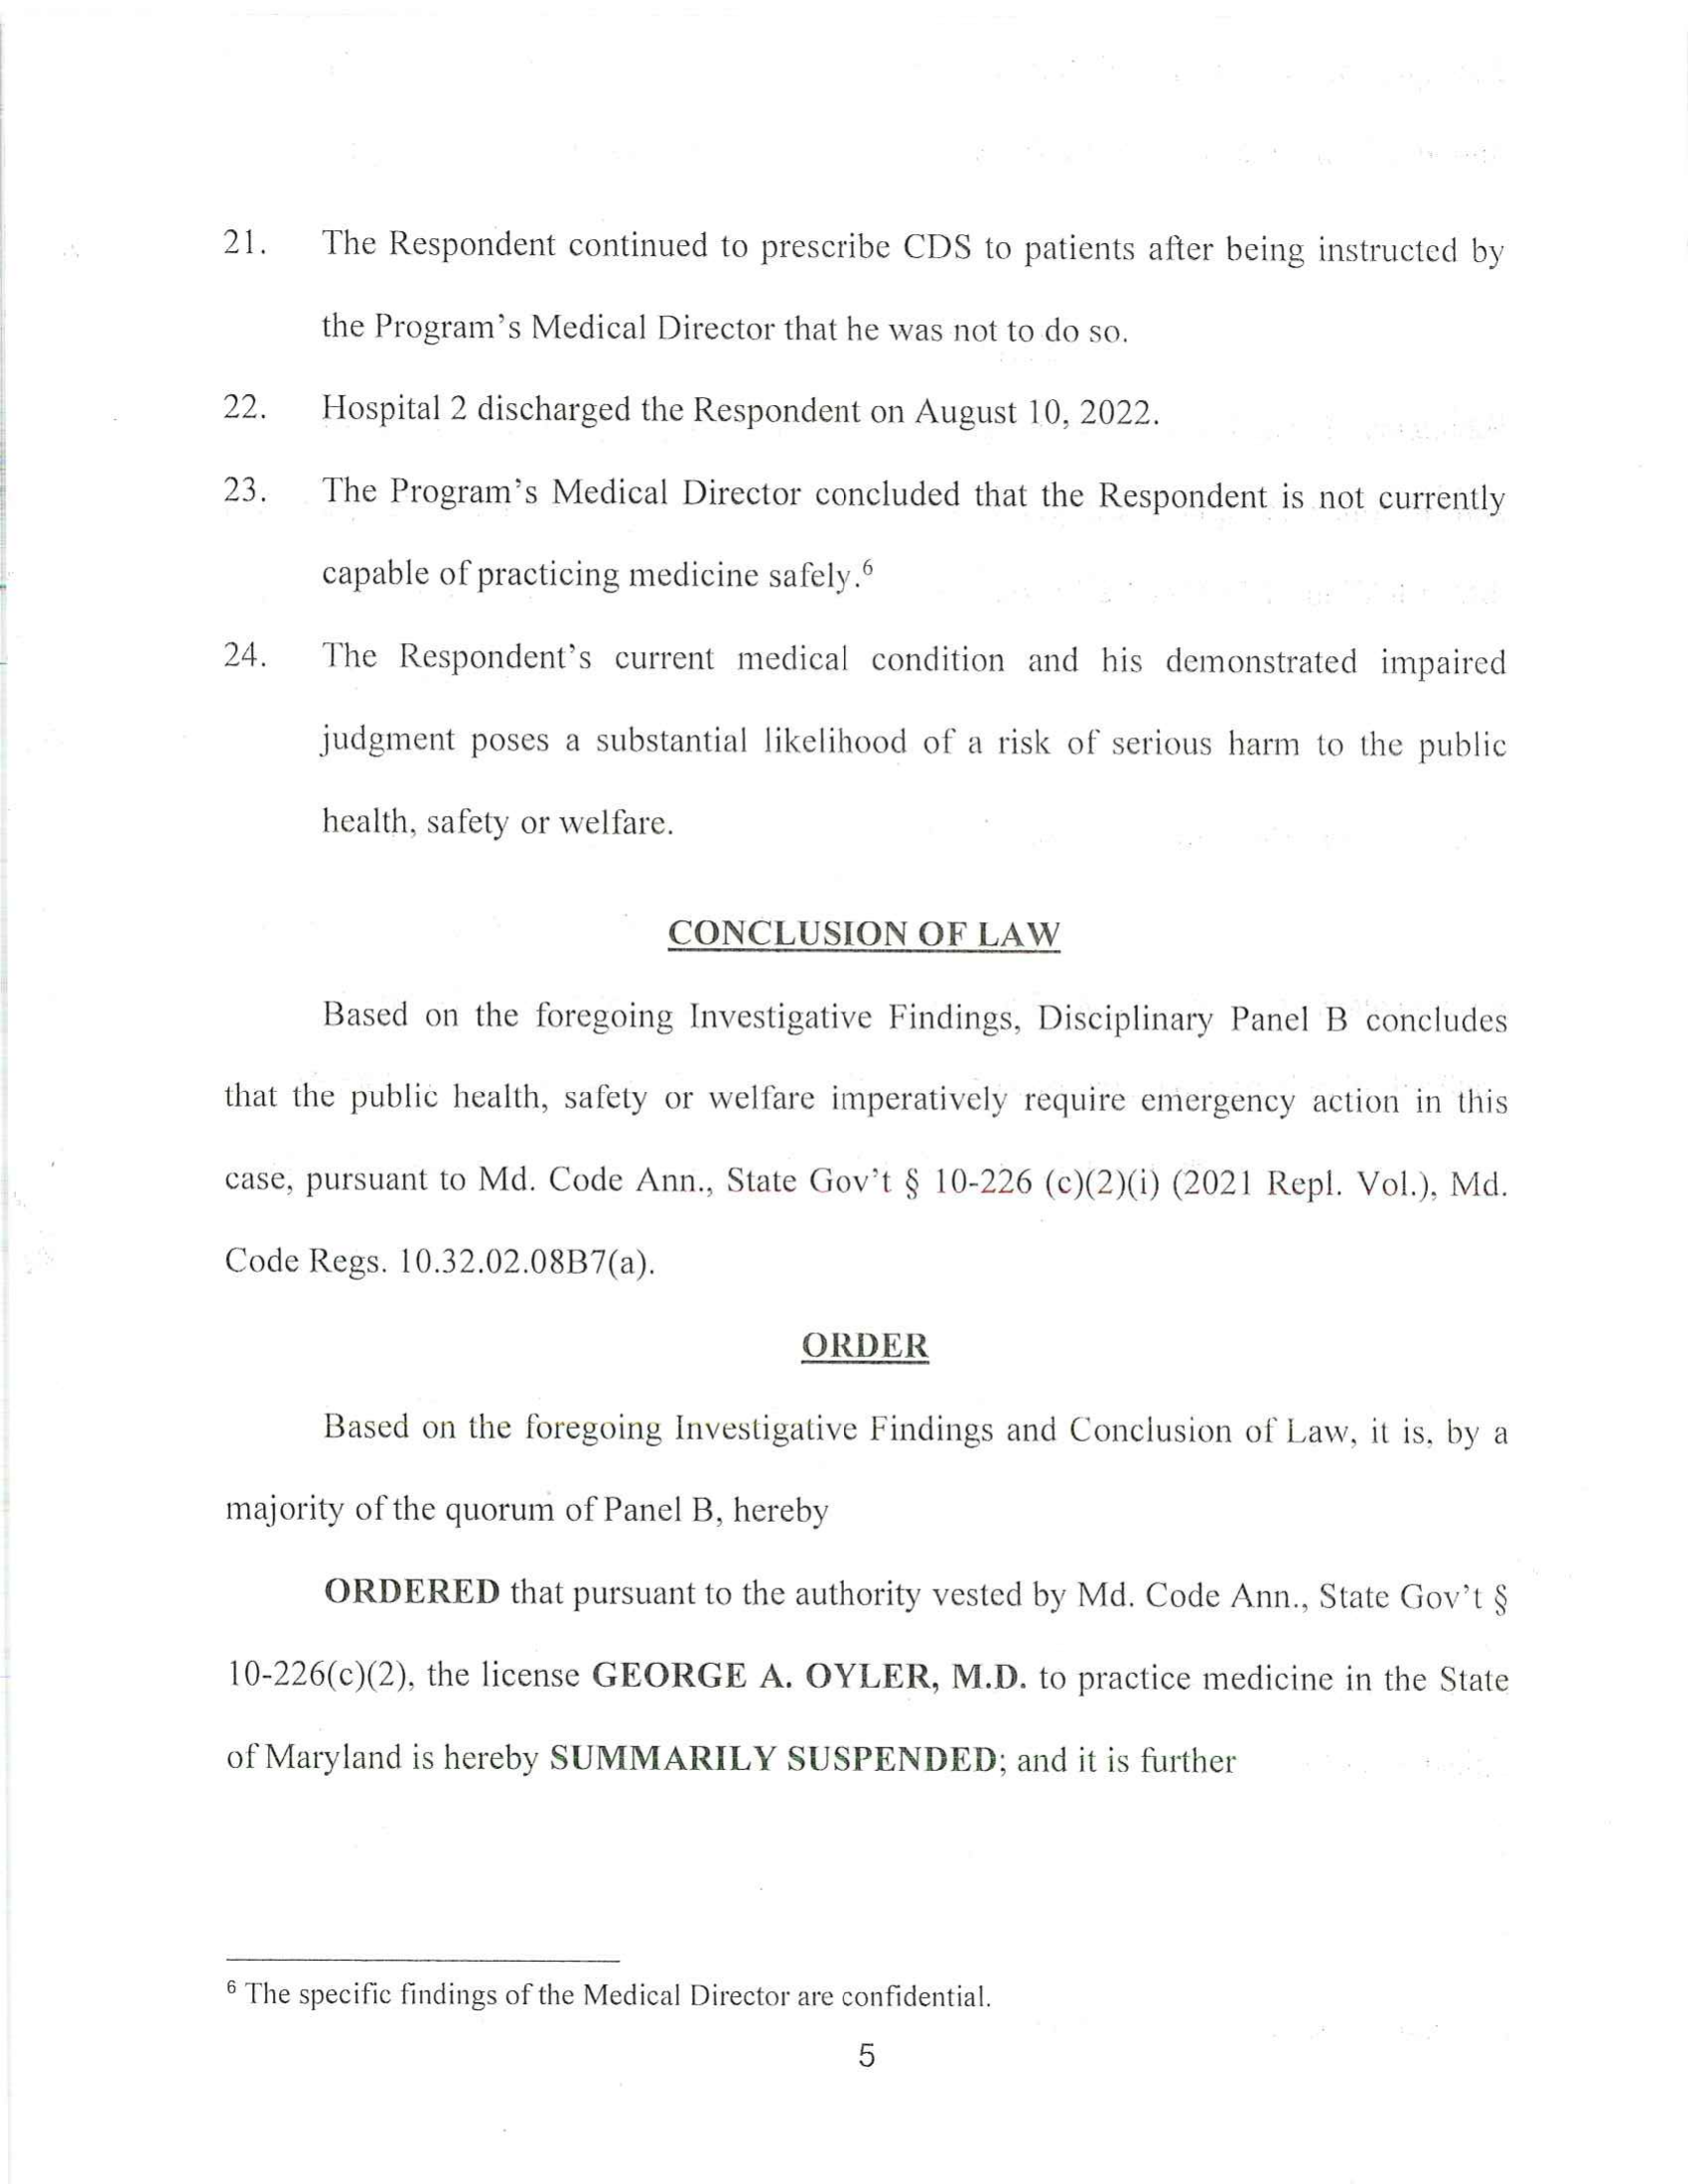 21. The Respondent continued to prescribe CDS to patients after being instructed by
the Program's Medical Director that he was not to do so.
22. Hospital 2 discharged the Respondent on August 10, 2022.
23. The Program's Medical Director concluded that the Respondent is not currently
capable of practicing medicine safely.⁶
24. The Respondent's current medical condition and his demonstrated impaired
judgment poses a substantial likelihood of a risk of serious harm to the public
health, safety or welfare.
CONCLUSION OF LAW
Based on the foregoing Investigative Findings, Disciplinary Panel B concludes
that the public health, safety or welfare imperatively require emergency action in this
case, pursuant to Md. Code Ann., State Gov't § 10-226 (c)(2)(i) (2021 Repl. Vol.), Md.
Code Regs. 10.32.02.08B7(a).
ORDER
Based on the foregoing Investigative Findings and Conclusion of Law, it is, by a
majority of the quorum of Panel B, hereby
ORDERED that pursuant to the authority vested by Md. Code Ann., State Gov't §
10-226(c)(2), the license GEORGE A. OYLER, M.D. to practice medicine in the State
of Maryland is hereby SUMMARILY SUSPENDED; and it is further
⁶ The specific findings of the Medical Director are confidential.
5